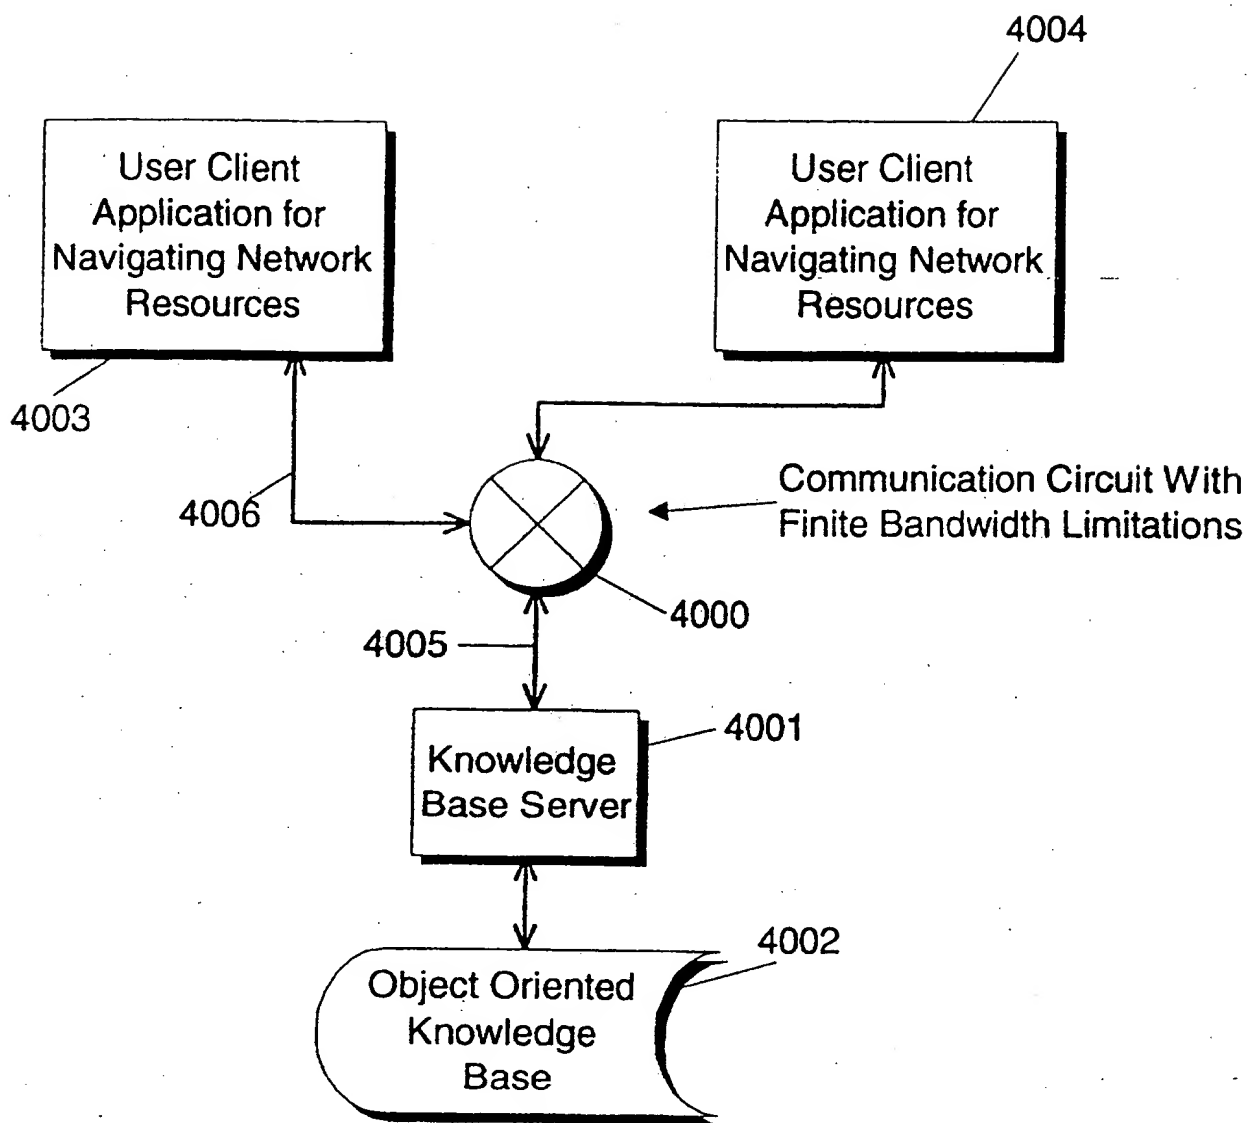 4004
User Client
Application for
Navigating Network
Resources
User Client
Application for
Navigating Network
Resources
4003
4006
Communication Circuit With
Finite Bandwidth Limitations
4000
4005
4001
Knowledge
Base Server
4002
Object Oriented
Knowledge
Base